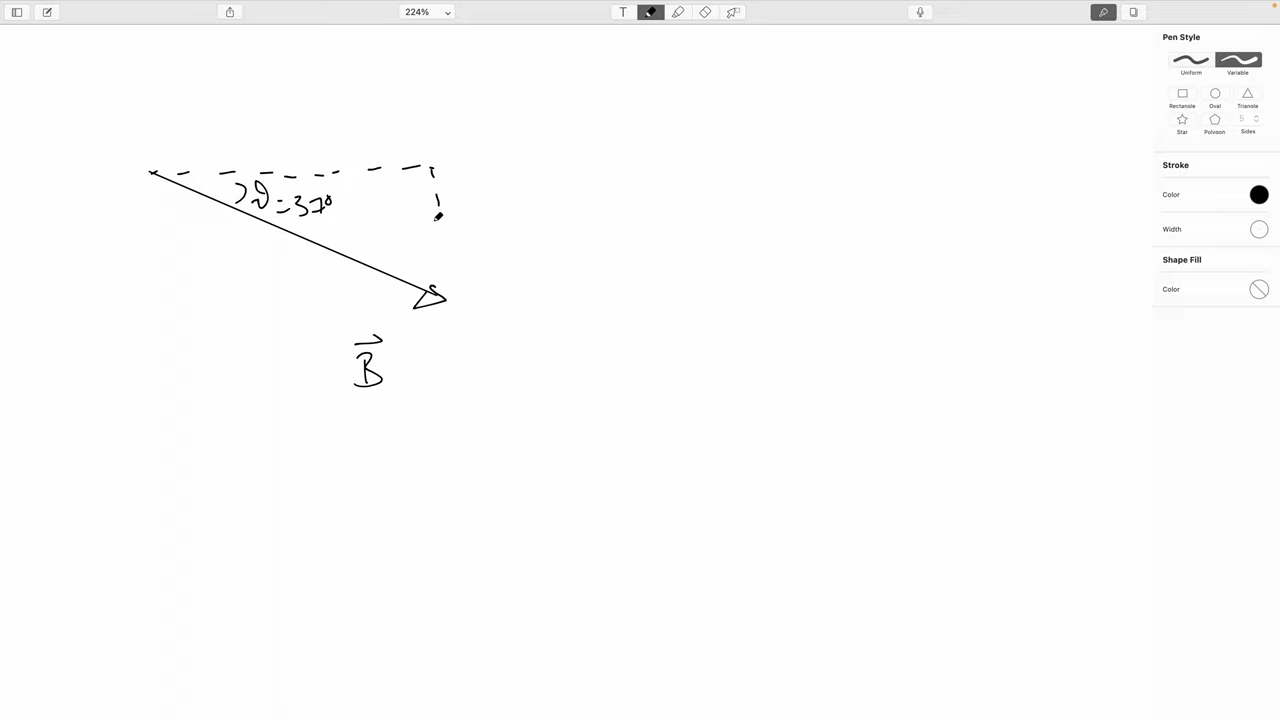 224%
T
Pen Style
Uniform Variable
Rectangle Oval Triangle
5
Star Polygon Sides
Stroke
Color
Width
Shape Fill
Color
ϑ = 37°
B